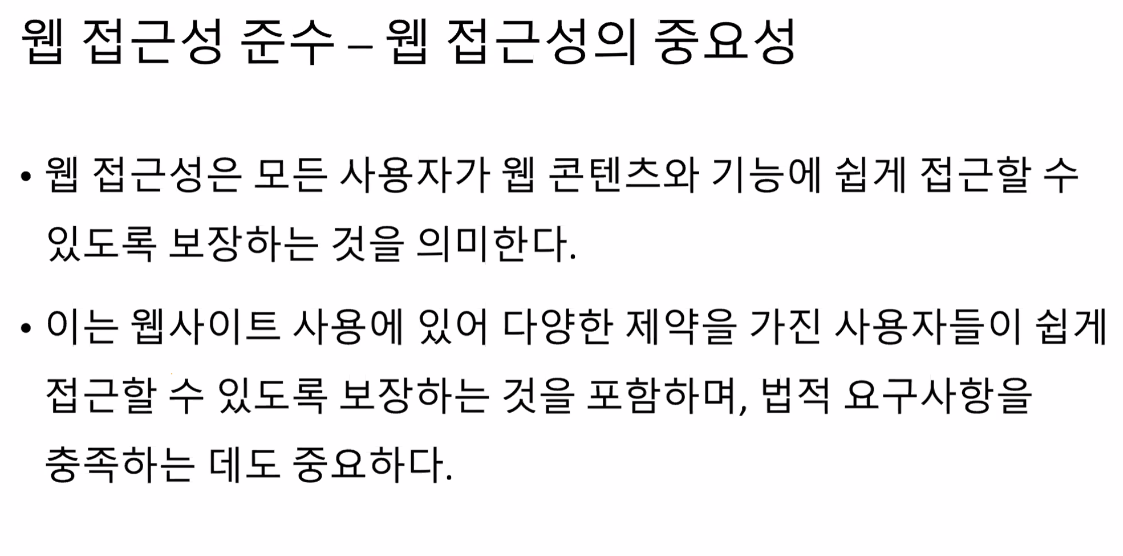 웹 접근성 준수 – 웹 접근성의 중요성
• 웹 접근성은 모든 사용자가 웹 콘텐츠와 기능에 쉽게 접근할 수
있도록 보장하는 것을 의미한다.
• 이는 웹사이트 사용에 있어 다양한 제약을 가진 사용자들이 쉽게
접근할 수 있도록 보장하는 것을 포함하며, 법적 요구사항을
충족하는 데도 중요하다.